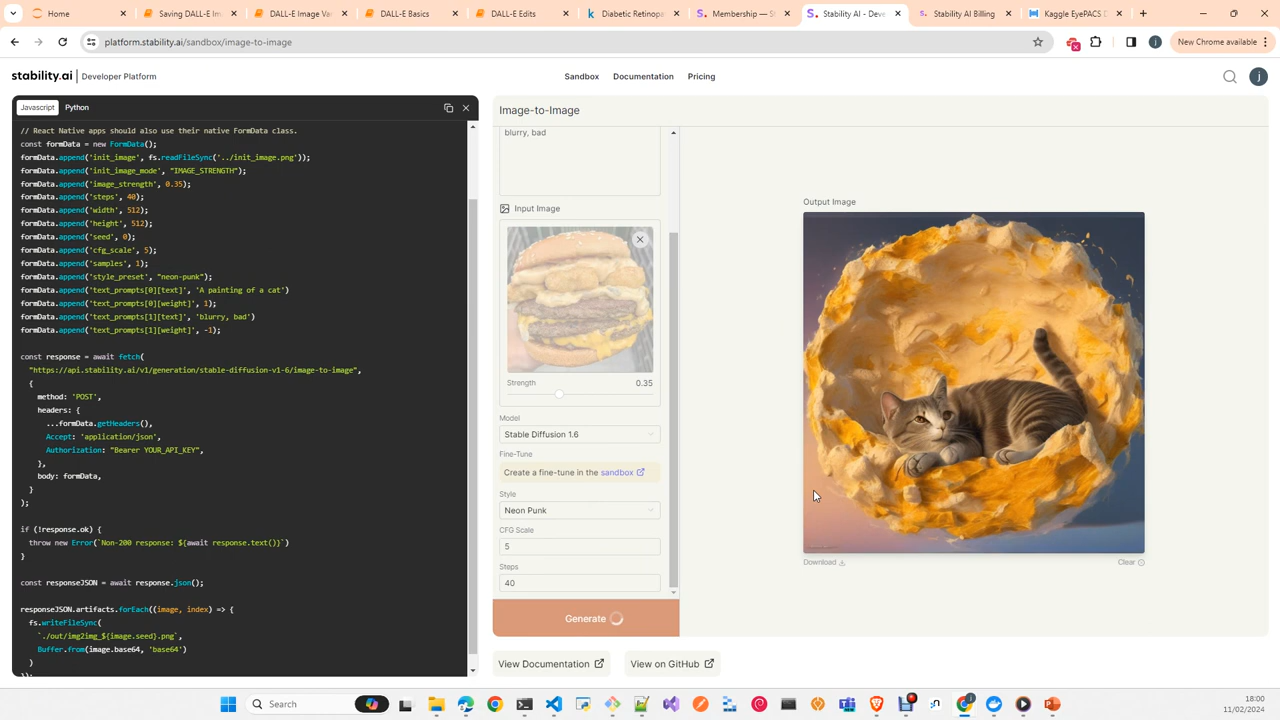 Home
Saving DALL-E Im
DALL-E Image Va
DALL-E Basics
DALL-E Edits
Diabetic Retinopa
Membership — St
Stability AI - Deve
Stability AI Billing
Kaggle EyePACS D
platform.stability.ai/sandbox/image-to-image
New Chrome available
stability.ai | Developer Platform
Sandbox
Documentation
Pricing
j
Javascript
Python
// React Native apps should also use their native FormData class.
const formData = new FormData();
formData.append('init_image', fs.readFileSync('../init_image.png'));
formData.append('init_image_mode', "IMAGE_STRENGTH");
formData.append('image_strength', 0.35);
formData.append('steps', 40);
formData.append('width', 512);
formData.append('height', 512);
formData.append('seed', 0);
formData.append('cfg_scale', 5);
formData.append('samples', 1);
formData.append('style_preset', "neon-punk");
formData.append('text_prompts[0][text]', 'A painting of a cat')
formData.append('text_prompts[0][weight]', 1);
formData.append('text_prompts[1][text]', 'blurry, bad')
formData.append('text_prompts[1][weight]', -1);
const response = await fetch(
"https://api.stability.ai/v1/generation/stable-diffusion-v1-6/image-to-image",
{
method: 'POST',
headers: {
...formData.getHeaders(),
Accept: 'application/json',
Authorization: "Bearer YOUR_API_KEY",
},
body: formData,
}
);
if (!response.ok) {
throw new Error(`Non-200 response: ${await response.text()}`)
}
const responseJSON = await response.json();
responseJSON.artifacts.forEach((image, index) => {
fs.writeFileSync(
`./out/img2img_${image.seed}.png`,
Buffer.from(image.base64, 'base64')
)
});
Image-to-Image
blurry, bad
Input Image
Strength 0.35
Model
Stable Diffusion 1.6
Fine-Tune
Create a fine-tune in the sandbox
Style
Neon Punk
CFG Scale
5
Steps
40
Generate
Output Image
Download
Clear
View Documentation
View on GitHub
Search
18:00
11/02/2024